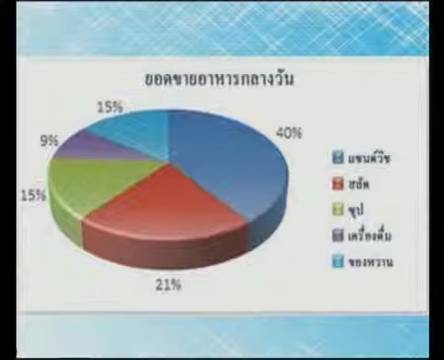 ยอดขายอาหารกลางวัน
15%
40%
9%
15%
21%
แซนด์วิช
สลัด
ซุป
เครื่องดื่ม
ของหวาน